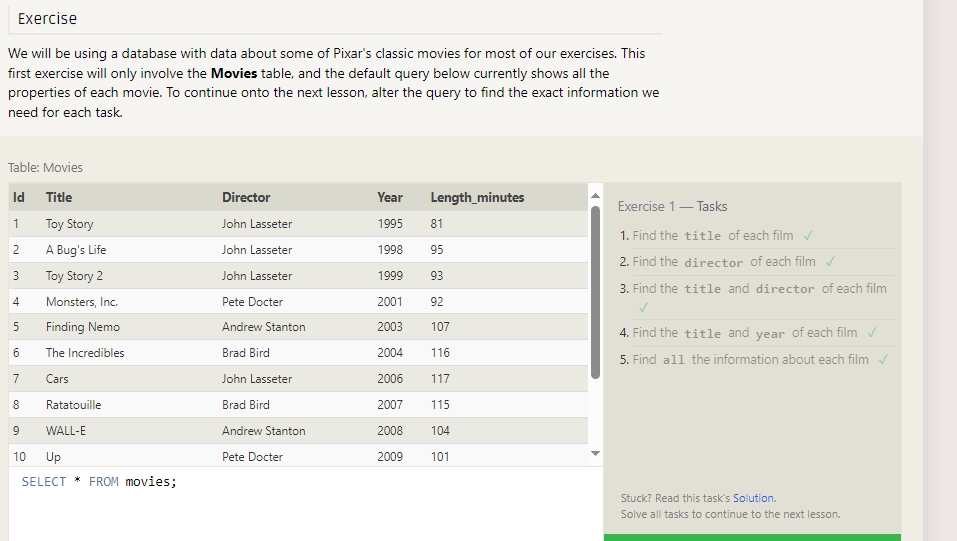 Exercise
We will be using a database with data about some of Pixar's classic movies for most of our exercises. This
first exercise will only involve the Movies table, and the default query below currently shows all the
properties of each movie. To continue onto the next lesson, alter the query to find the exact information we
need for each task.
Table: Movies
Id Title Director Year Length_minutes
1 Toy Story John Lasseter 1995 81
2 A Bug's Life John Lasseter 1998 95
3 Toy Story 2 John Lasseter 1999 93
4 Monsters, Inc. Pete Docter 2001 92
5 Finding Nemo Andrew Stanton 2003 107
6 The Incredibles Brad Bird 2004 116
7 Cars John Lasseter 2006 117
8 Ratatouille Brad Bird 2007 115
9 WALL-E Andrew Stanton 2008 104
10 Up Pete Docter 2009 101
SELECT * FROM movies;
Exercise 1 — Tasks
1. Find the title of each film ✓
2. Find the director of each film ✓
3. Find the title and director of each film
✓
4. Find the title and year of each film ✓
5. Find all the information about each film ✓
Stuck? Read this task's Solution.
Solve all tasks to continue to the next lesson.